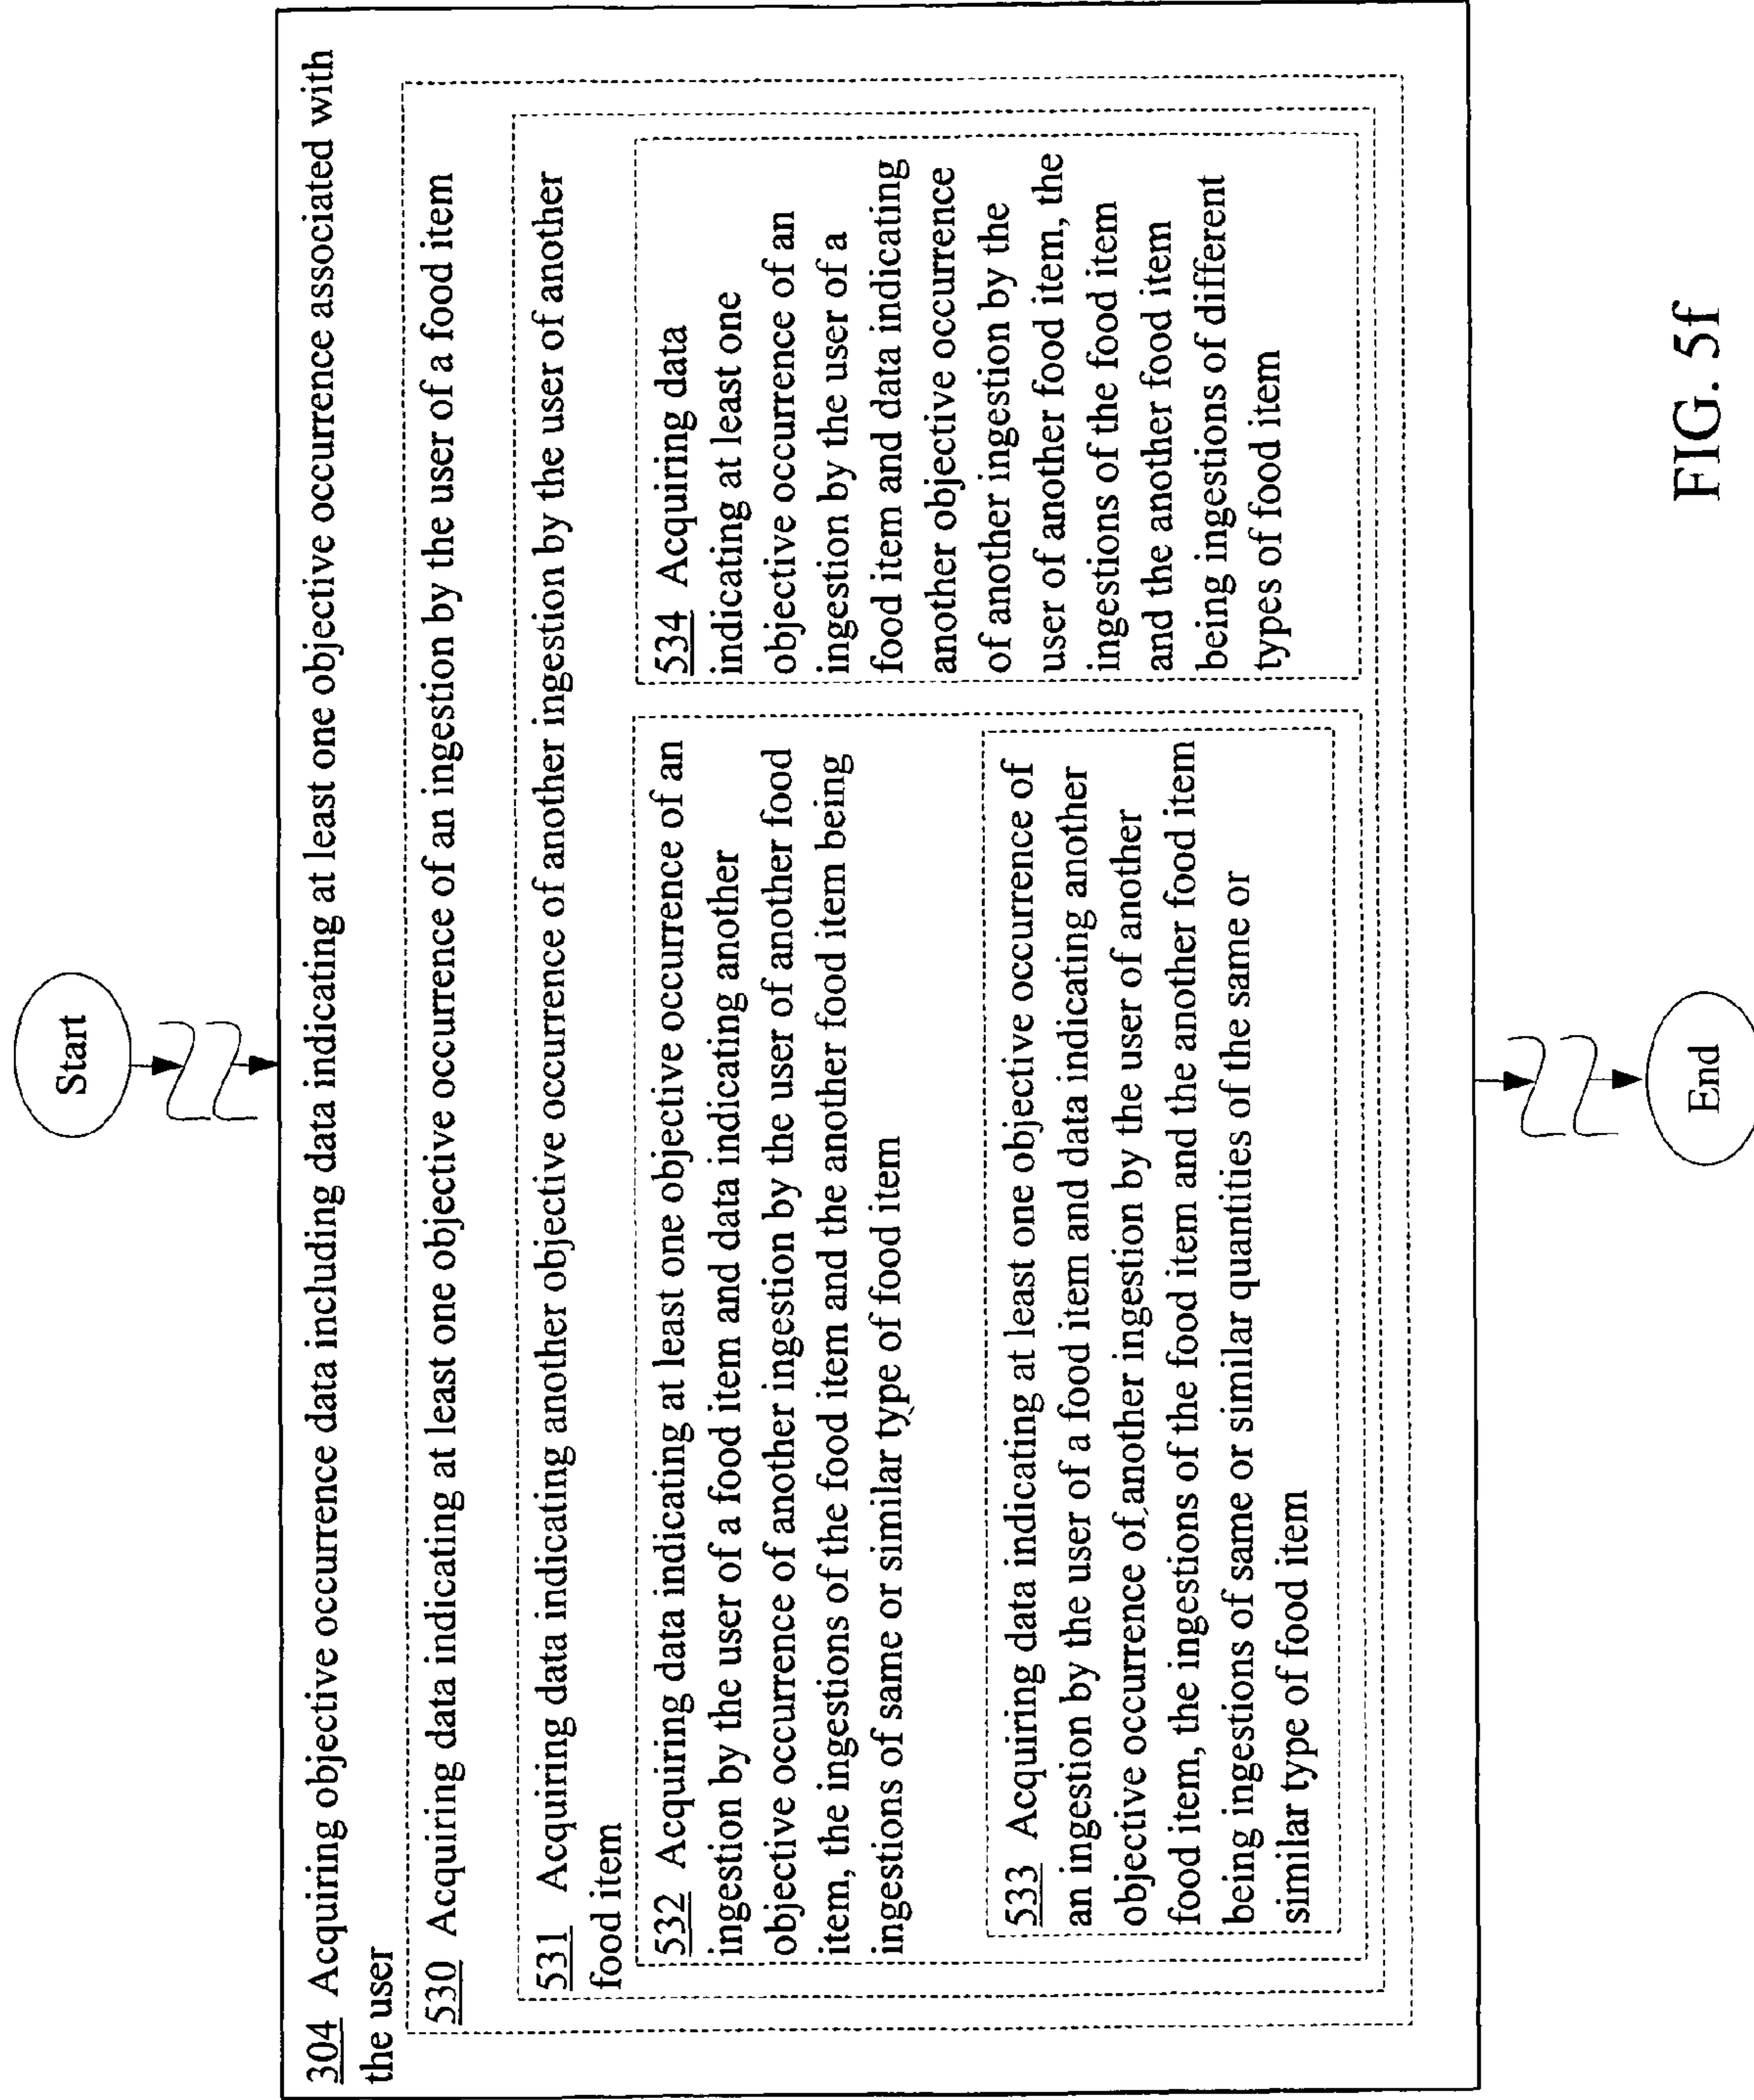 Start
304 Acquiring objective occurrence data including data indicating at least one objective occurrence associated with
the user
530 Acquiring data indicating at least one objective occurrence of an ingestion by the user of a food item
531 Acquiring data indicating another objective occurrence of another ingestion by the user of another
food item
532 Acquiring data indicating at least one objective occurrence of an
ingestion by the user of a food item and data indicating another
objective occurrence of another ingestion by the user of another food
item, the ingestions of the food item and the another food item being
ingestions of same or similar type of food item
533 Acquiring data indicating at least one objective occurrence of
an ingestion by the user of a food item and data indicating another
objective occurrence of another ingestion by the user of another
food item, the ingestions of the food item and the another food item
being ingestions of same or similar quantities of the same or
similar type of food item
534 Acquiring data
indicating at least one
objective occurrence of an
ingestion by the user of a
food item and data indicating
another objective occurrence
of another ingestion by the
user of another food item, the
ingestions of the food item
and the another food item
being ingestions of different
types of food item
End
FIG. 5f